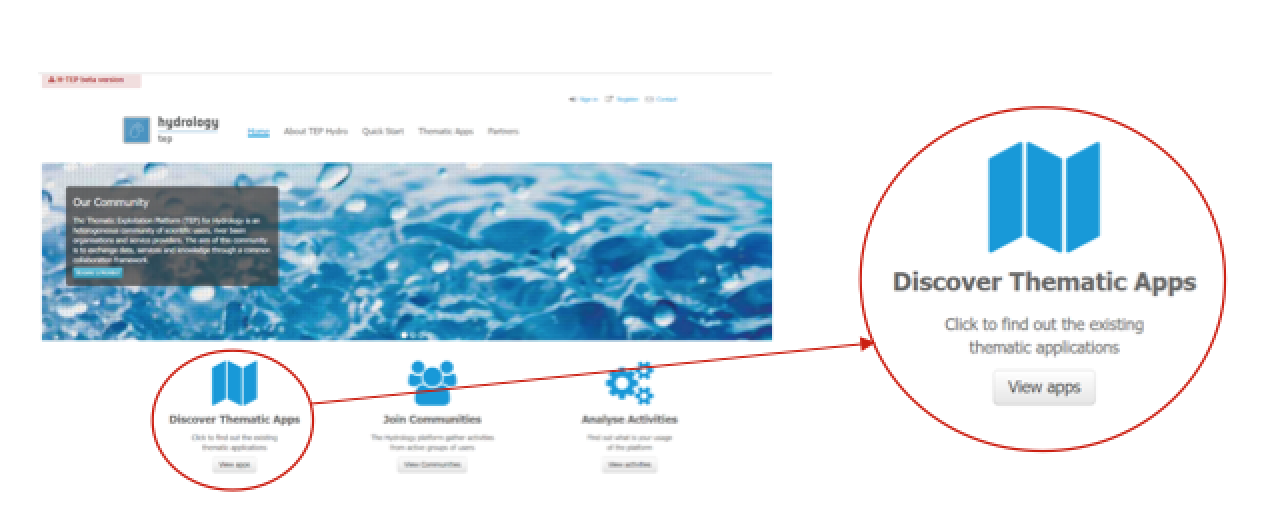 H-TEP beta version
Sign in Register Contact
hydrology
tep
Home About TEP Hydro Quick Start Thematic Apps Partners
Our Community
The Thematic Exploitation Platform (TEP) for Hydrology is an
heterogeneous community of scientific users, river basin
organisations and service providers. The aim of this community
is to exchange data, services and knowledge through a common
collaboration framework.
Discover Thematic Apps
Click to find out the existing
thematic applications
View apps
Join Communities
The Hydrology platform gather activities
from active groups of users
View Communities
Analyse Activities
Find out what is your usage
of the platform
View activities
Discover Thematic Apps
Click to find out the existing
thematic applications
View apps